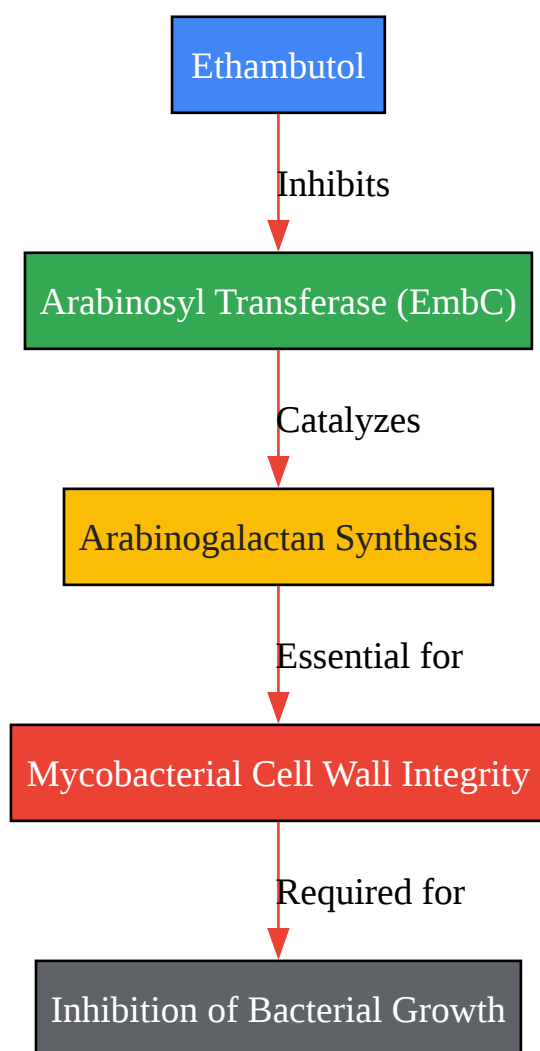 Ethambutol
Inhibits
Arabinosyl Transferase (EmbC)
Catalyzes
Arabinogalactan Synthesis
Essential for
Mycobacterial Cell Wall Integrity
Required for
Inhibition of Bacterial Growth